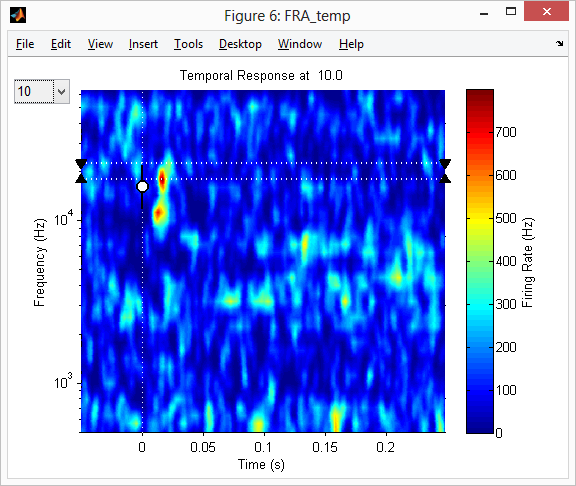 Figure 6: FRA_temp
File Edit View Insert Tools Desktop Window Help
Temporal Response at 10.0
10
Frequency (Hz)
10^4
10^3
0 0.05 0.1 0.15 0.2
Time (s)
700
600
500
400
300
200
100
0
Firing Rate (Hz)